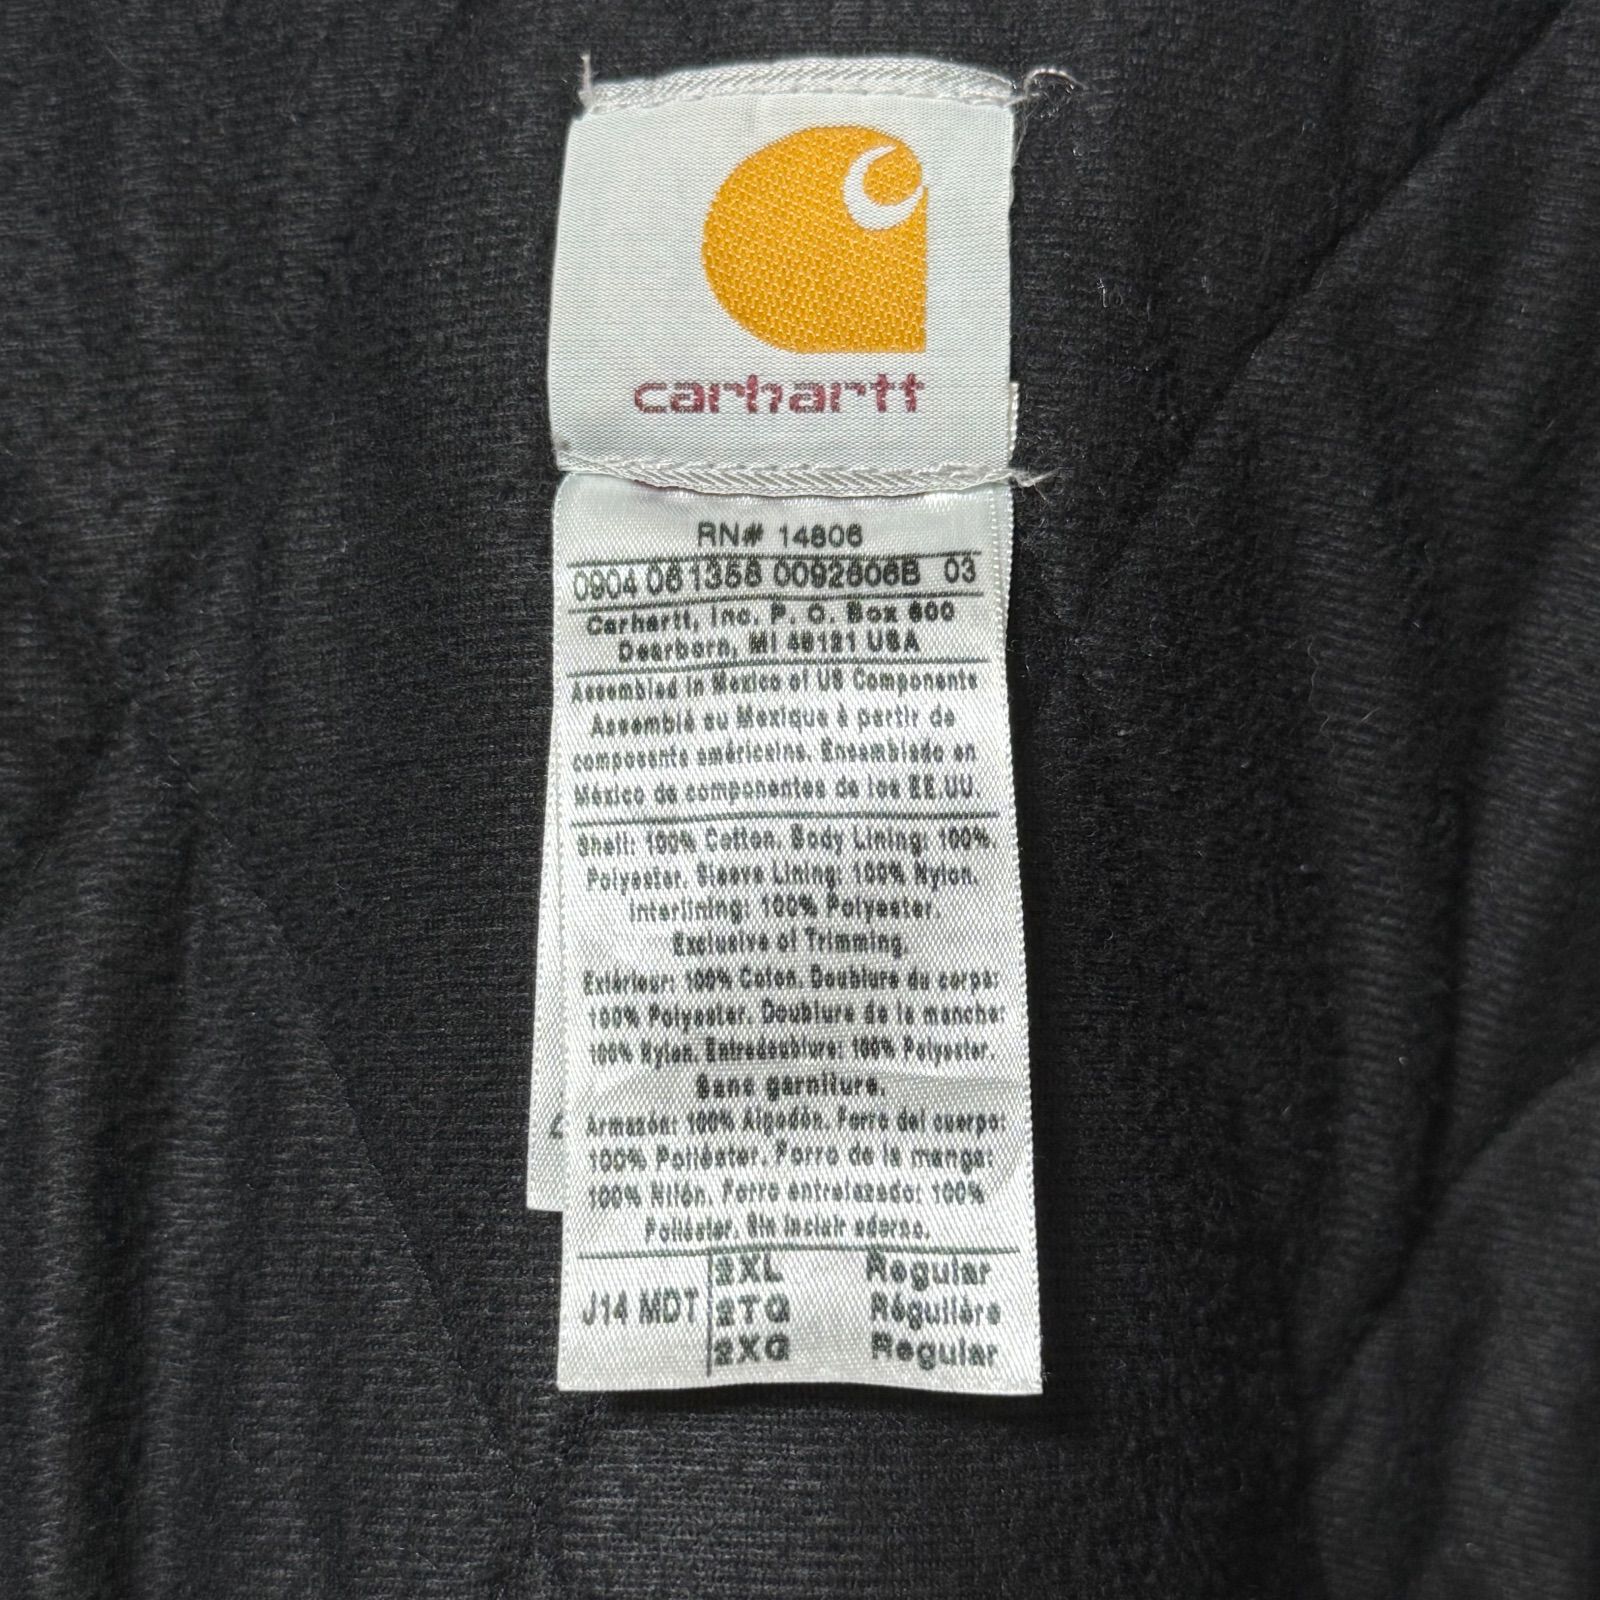 carhartt
RN# 14806
0904 06 1358 0092606B 03
Carhartt, Inc. P. O. Box 600
Dearborn, MI 48121 USA
Assembled in Mexico of US Components
Assemblé au Mexique à partir de
composants américains. Ensamblado en
México de componentes de los EE.UU.
Shell: 100% Cotton. Body Lining: 100%
Polyester. Sleeve Lining: 100% Nylon.
Interlining: 100% Polyester.
Exclusive of Trimming.
Extérieur: 100% Coton. Doublure du corps:
100% Polyester. Doublure de la manche:
100% Nylon. Entredoublure: 100% Polyester.
Sans garniture.
Armazón: 100% Algodón. Forro del cuerpo:
100% Poliéster. Forro de la manga:
100% Nilón. Forro entrelazado: 100%
Poliéster. Sin incluir adorno.
J14 MDT
2XL Regular
2TG Régulière
2XG Regular